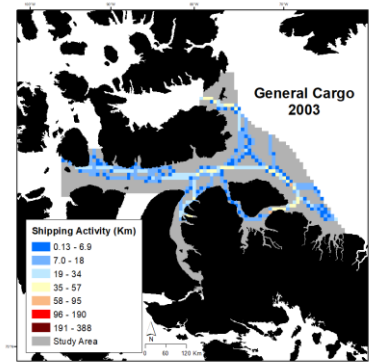 General Cargo
2003
Shipping Activity (Km)
0.13 - 6.9
7.0 - 18
19 - 34
35 - 57
58 - 95
96 - 190
191 - 388
Study Area
N
0 60 120 Km